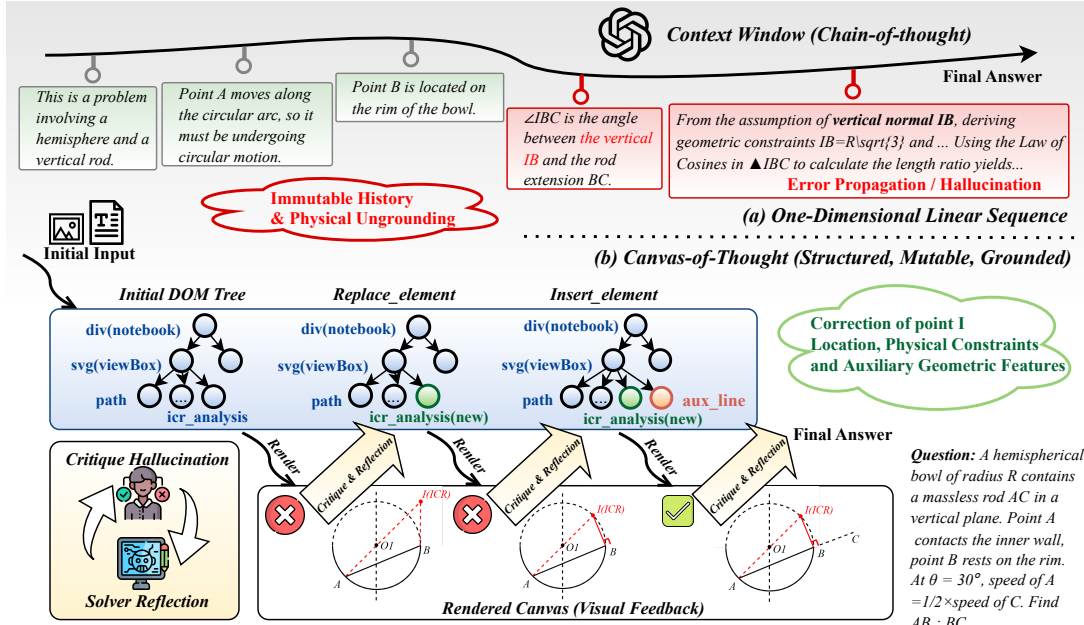 Context Window (Chain-of-thought)
Final Answer
This is a problem
involving a
hemisphere and a
vertical rod.
Point A moves along
the circular arc, so it
must be undergoing
circular motion.
Point B is located on
the rim of the bowl.
∠IBC is the angle
between the vertical
IB and the rod
extension BC.
From the assumption of vertical normal IB, deriving
geometric constraints IB=R\sqrt{3} and ... Using the Law of
Cosines in ▲IBC to calculate the length ratio yields...
Error Propagation / Hallucination
Immutable History
& Physical Ungrounding
(a) One-Dimensional Linear Sequence
Initial Input
(b) Canvas-of-Thought (Structured, Mutable, Grounded)
Initial DOM Tree
Replace_element
Insert_element
div(notebook)
svg(viewBox)
path
...
icr_analysis
div(notebook)
svg(viewBox)
path
...
icr_analysis(new)
div(notebook)
svg(viewBox)
path
...
aux_line
icr_analysis(new)
Correction of point I
Location, Physical Constraints
and Auxiliary Geometric Features
Render
Critique & Reflection
Render
Critique & Reflection
Render
Critique & Reflection
Final Answer
Critique Hallucination
Solver Reflection
I(ICR)
O1
B
A
I(ICR)
O1
B
A
I(ICR)
O1
B
C
A
Rendered Canvas (Visual Feedback)
Question: A hemispherical
bowl of radius R contains
a massless rod AC in a
vertical plane. Point A
contacts the inner wall,
point B rests on the rim.
At θ = 30°, speed of A
=1/2×speed of C. Find
AB : BC